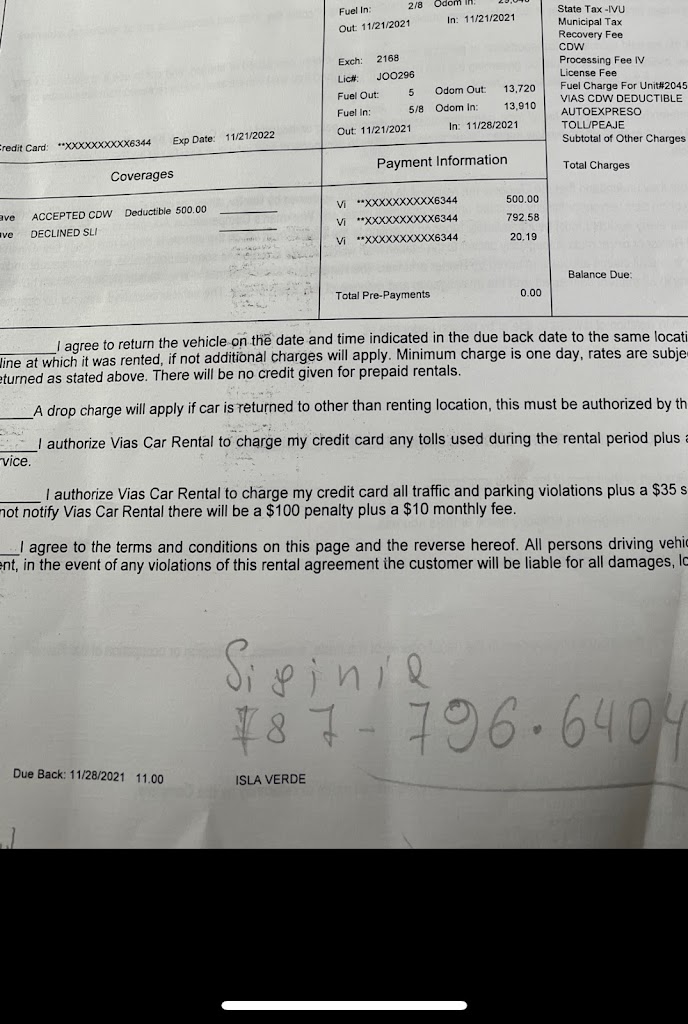 Fuel In: 2/8 Odom In:
Out: 11/21/2021 In: 11/21/2021
Exch: 2168
Lic#: JOO296
Fuel Out: 5 Odom Out: 13,720
Fuel In: 5/8 Odom In: 13,910
Out: 11/21/2021 In: 11/28/2021
State Tax -IVU
Municipal Tax
Recovery Fee
CDW
Processing Fee IV
License Fee
Fuel Charge For Unit#2045
VIAS CDW DEDUCTIBLE
AUTOEXPRESO
TOLL/PEAJE
Subtotal of Other Charges
Total Charges
Balance Due:
redit Card: **XXXXXXXXXX6344 Exp Date: 11/21/2022
Coverages
ave ACCEPTED CDW Deductible 500.00
ave DECLINED SLI
Payment Information
Vi **XXXXXXXXXX6344 500.00
Vi **XXXXXXXXXX6344 792.58
Vi **XXXXXXXXXX6344 20.19
Total Pre-Payments 0.00
I agree to return the vehicle on the date and time indicated in the due back date to the same locati
line at which it was rented, if not additional charges will apply. Minimum charge is one day, rates are subje
eturned as stated above. There will be no credit given for prepaid rentals.
A drop charge will apply if car is returned to other than renting location, this must be authorized by th
I authorize Vias Car Rental to charge my credit card any tolls used during the rental period plus a
rvice.
I authorize Vias Car Rental to charge my credit card all traffic and parking violations plus a $35 s
not notify Vias Car Rental there will be a $100 penalty plus a $10 monthly fee.
I agree to the terms and conditions on this page and the reverse hereof. All persons driving vehic
ent, in the event of any violations of this rental agreement the customer will be liable for all damages, lo
787-796.6404
Due Back: 11/28/2021 11.00 ISLA VERDE